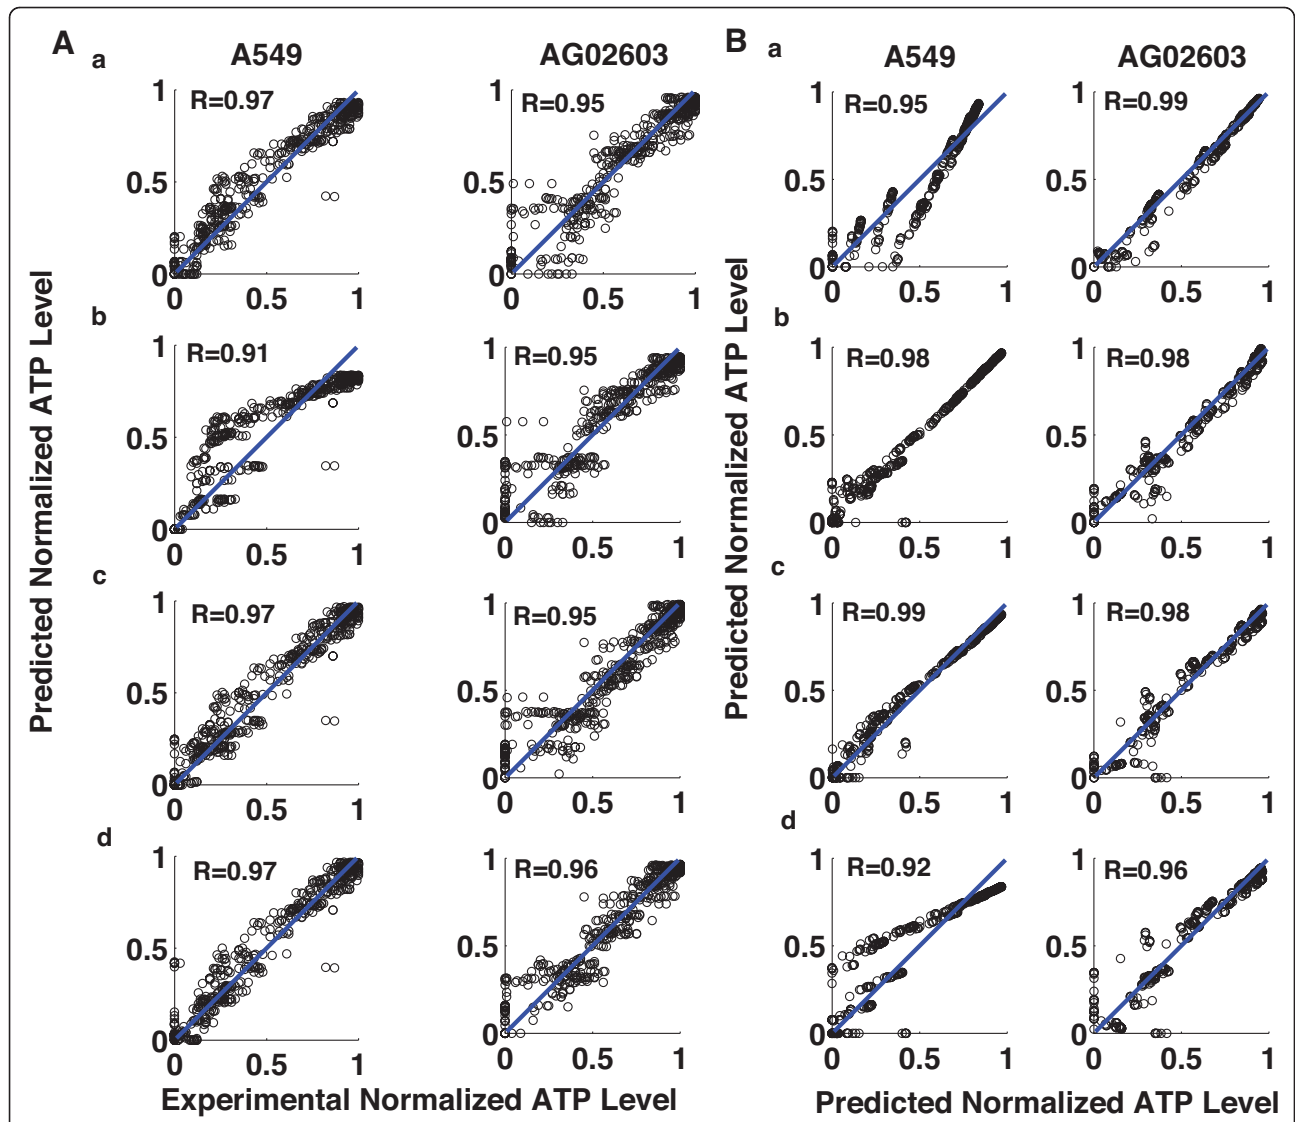 A
a
A549
AG02603
B
a
A549
AG02603
R=0.97
R=0.95
R=0.95
R=0.99
1
0.5
0
0 0.5 1
1
0.5
0
0 0.5 1
1
0.5
0
0 0.5 1
1
0.5
0
0 0.5 1
b
b
R=0.91
R=0.95
R=0.98
R=0.98
1
0.5
0
0 0.5 1
1
0.5
0
0 0.5 1
1
0.5
0
0 0.5 1
1
0.5
0
0 0.5 1
c
c
R=0.97
R=0.95
R=0.99
R=0.98
1
0.5
0
0 0.5 1
1
0.5
0
0 0.5 1
1
0.5
0
0 0.5 1
1
0.5
0
0 0.5 1
d
d
R=0.97
R=0.96
R=0.92
R=0.96
1
0.5
0
0 0.5 1
1
0.5
0
0 0.5 1
1
0.5
0
0 0.5 1
1
0.5
0
0 0.5 1
Predicted Normalized ATP Level
Predicted Normalized ATP Level
Experimental Normalized ATP Level
Predicted Normalized ATP Level